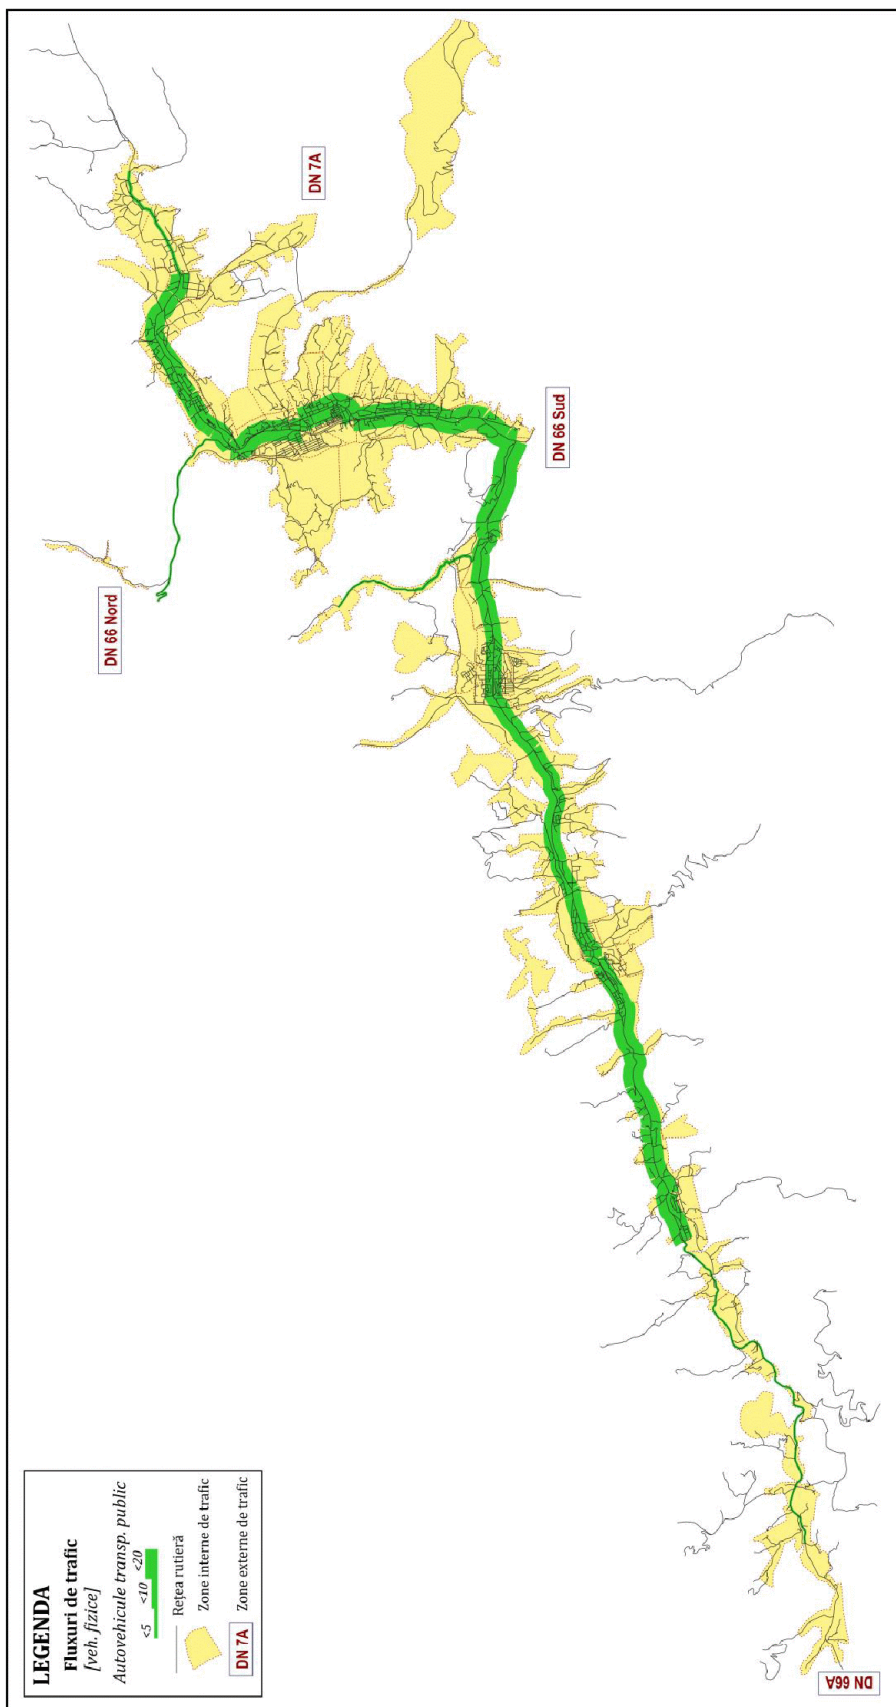 DN 7A
DN 66 Sud
DN 66 Nord
DN 66A
LEGENDA
Fluxuri de trafic
[veh. fizice]
Autovehicule transp. public
<5 <10 <20
Rețea rutieră
Zone interne de trafic
DN 7A Zone externe de trafic